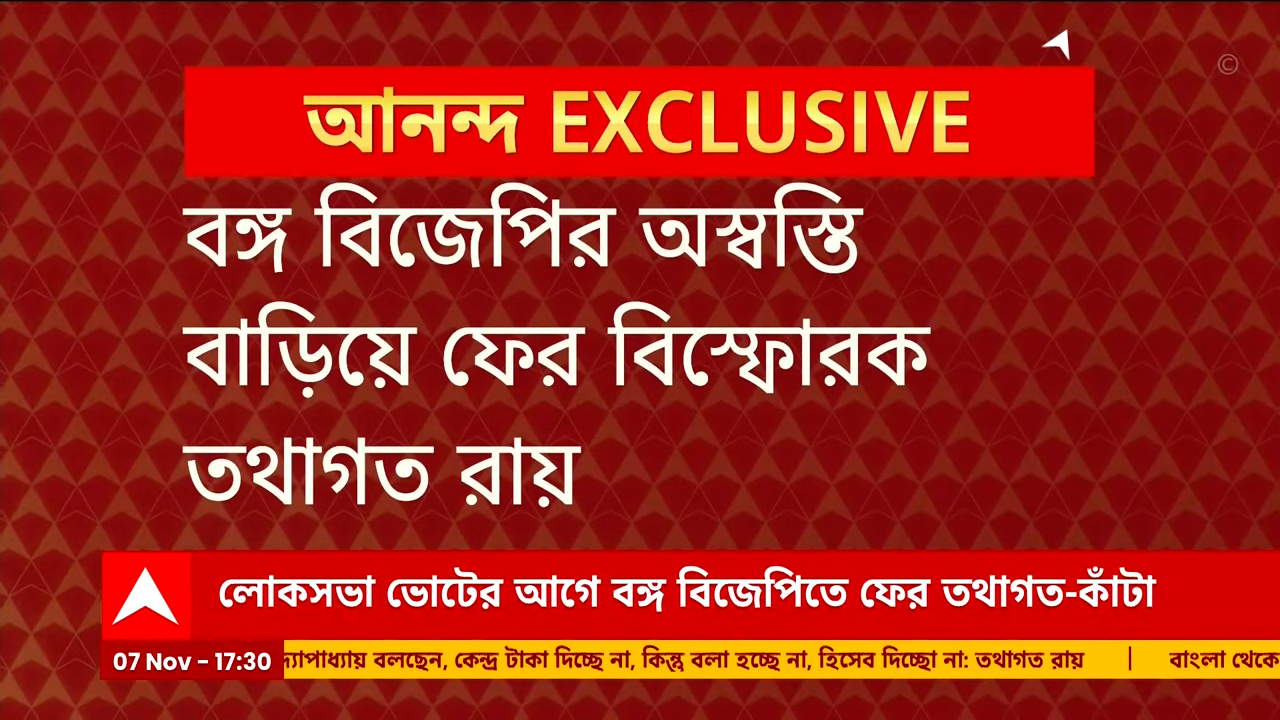 ©
আনন্দ EXCLUSIVE
বঙ্গ বিজেপির অস্বস্তি
বাড়িয়ে ফের বিস্ফোরক
তথাগত রায়
লোকসভা ভোটের আগে বঙ্গ বিজেপিতে ফের তথাগত-কাঁটা
07 Nov - 17:30
বলছেন, কেন্দ্র টাকা দিচ্ছে না, কিন্তু বলা হচ্ছে না, হিসেব দিচ্ছো না: তথাগত রায় | বাংলা থেকে